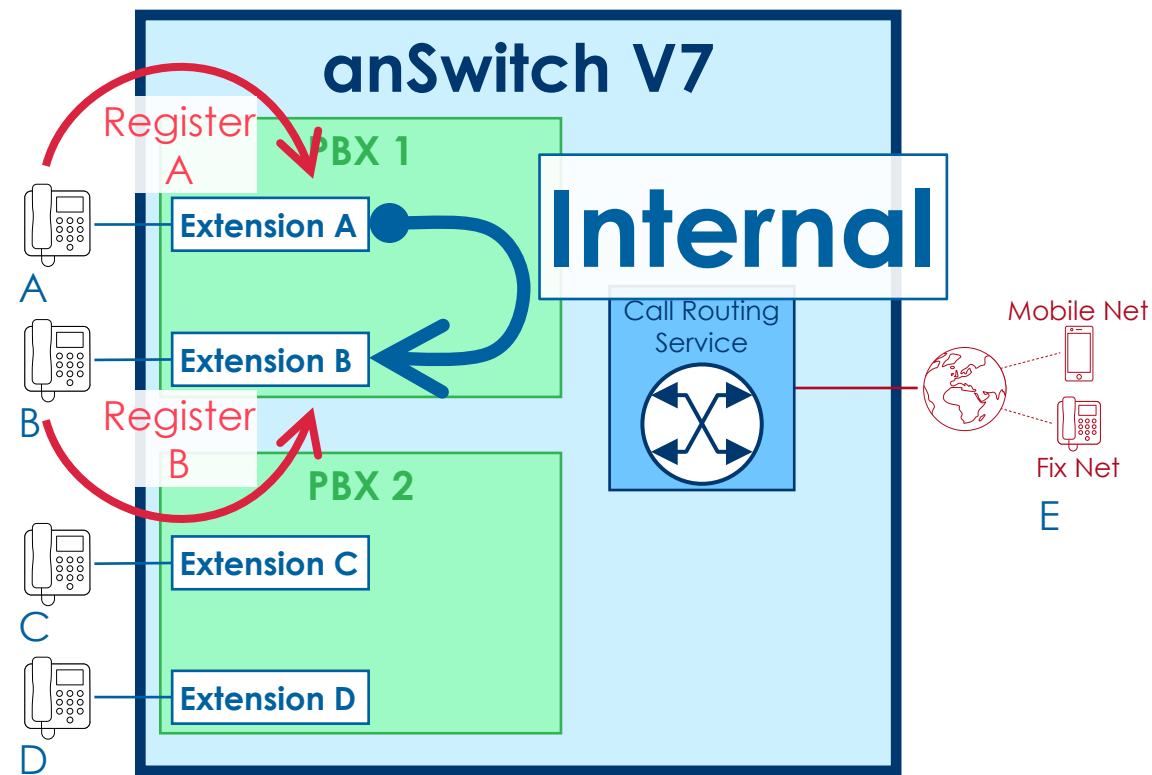 anSwitch V7
Register
A
PBX 1
Extension A
Internal
A
Call Routing
Service
Mobile Net
Extension B
B
Register
B
Fix Net
E
PBX 2
Extension C
C
Extension D
D